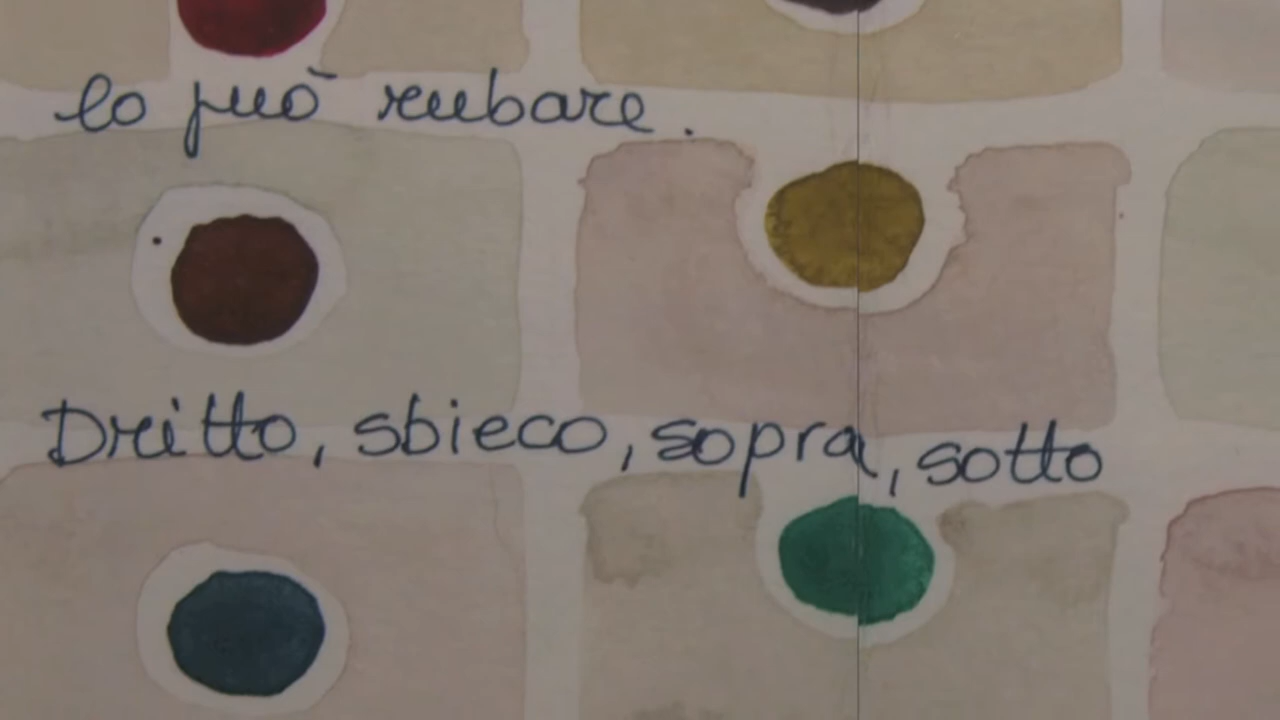 lo può rubare.
Dritto, sbieco, sopra, sotto